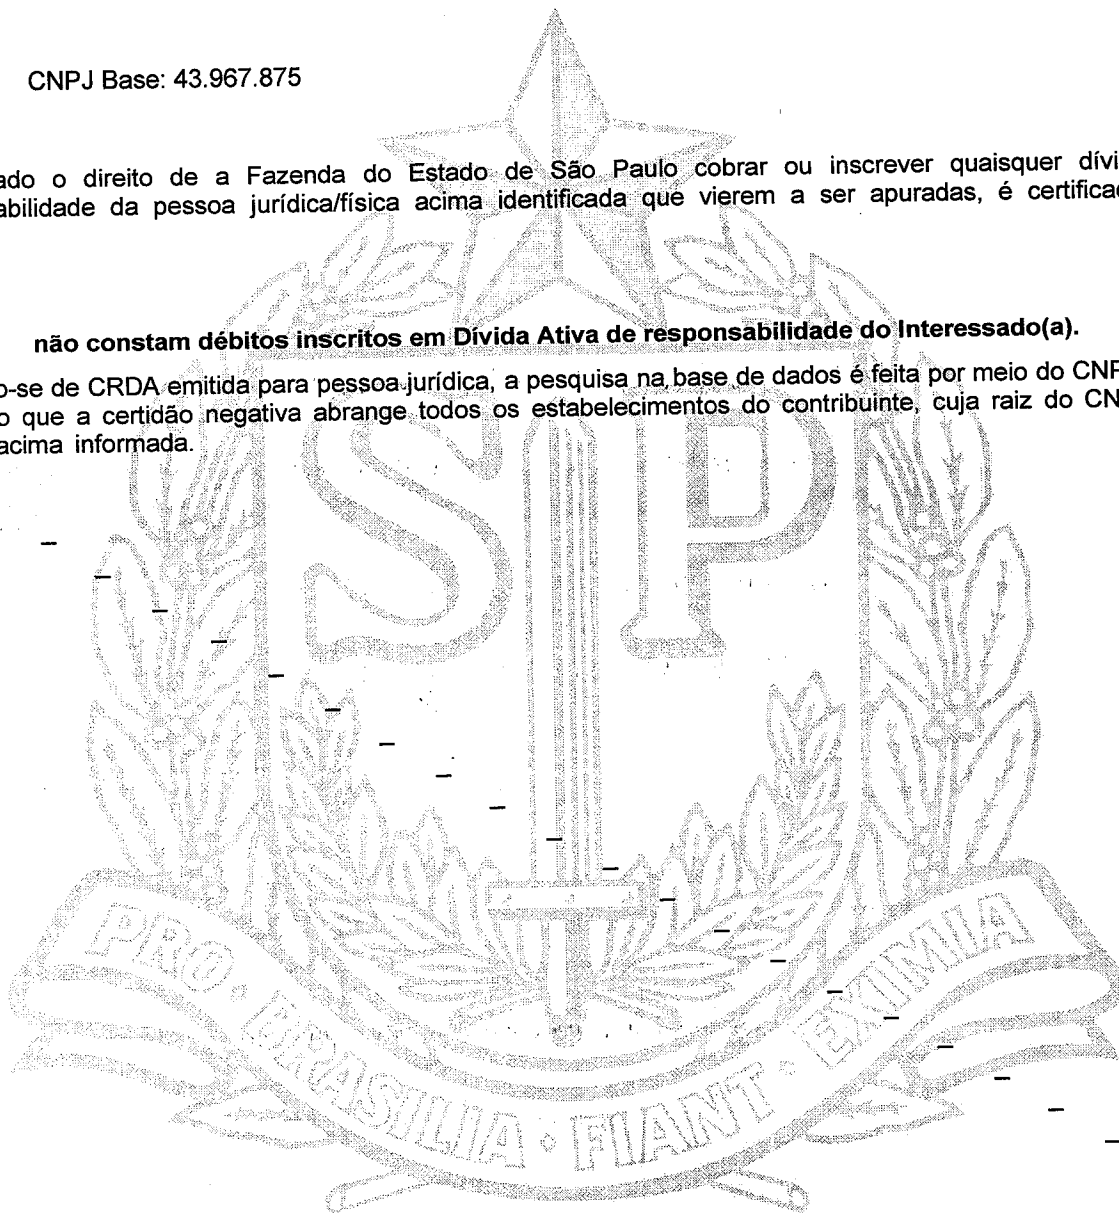 CNPJ Base: 43.967.875
ado o direito de a Fazenda do Estado de São Paulo cobrar ou inscrever quaisquer dívi
abilidade da pessoa jurídica/física acima identificada que vierem a ser apuradas, é certificad
não constam débitos inscritos em Dívida Ativa de responsabilidade do Interessado(a).
o-se de CRDA emitida para pessoa jurídica, a pesquisa na base de dados é feita por meio do CNP
o que a certidão negativa abrange todos os estabelecimentos do contribuinte, cuja raiz do CN
acima informada.
SP
PRO · BRASILIA · FIANT · EXIMIA